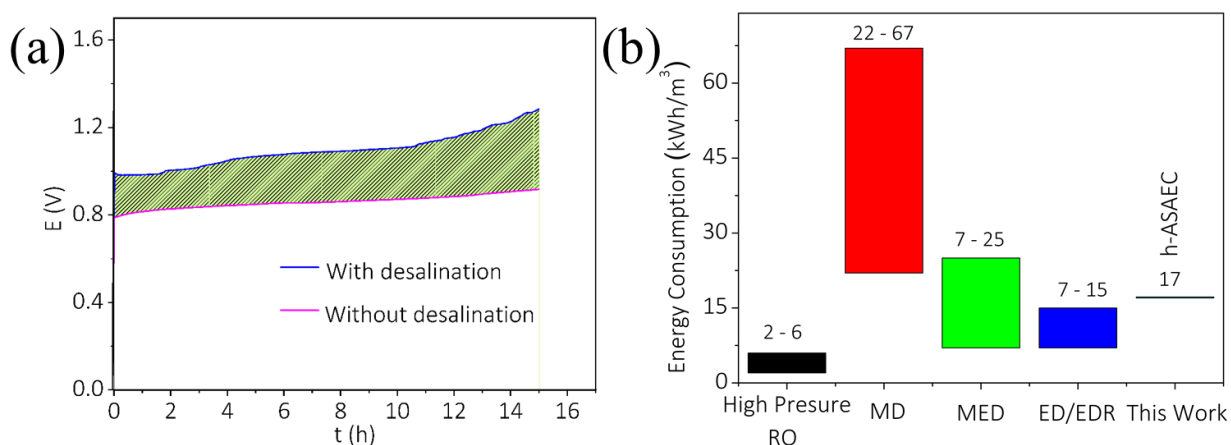 (a)
1.6
1.2
0.8
0.4
0.0
E (V)
With desalination
Without desalination
0 2 4 6 8 10 12 14 16
t (h)
(b)
Energy Consumption (kWh/m³)
60
45
30
15
0
2 - 6
22 - 67
7 - 25
7 - 15
17
h-ASAEC
High Presure RO
MD
MED
ED/EDR
This Work